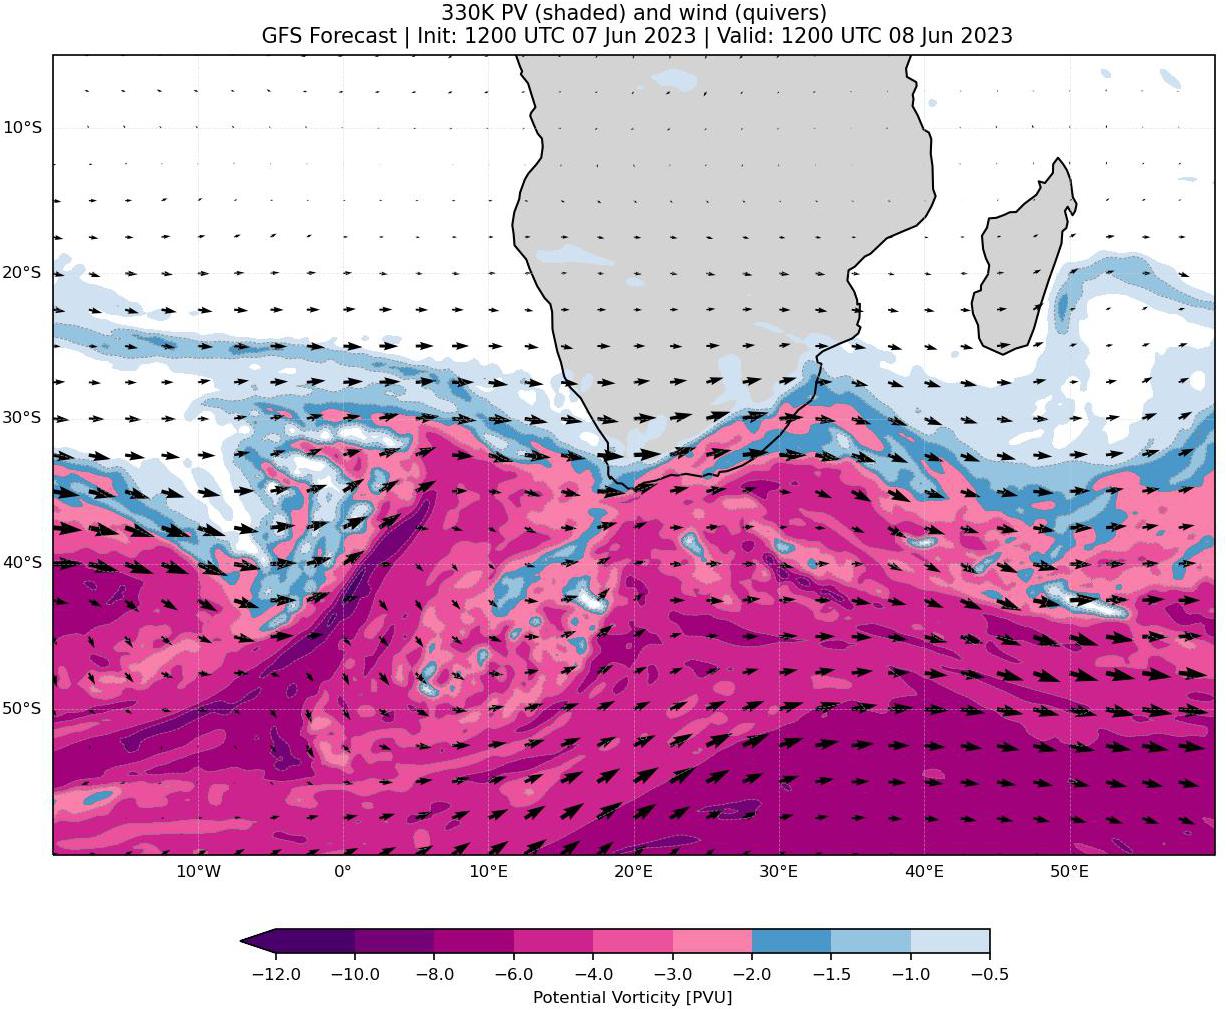 330K PV (shaded) and wind (quivers)
GFS Forecast | Init: 1200 UTC 07 Jun 2023 | Valid: 1200 UTC 08 Jun 2023
10°S
20°S
30°S
40°S
50°S
10°W 0° 10°E 20°E 30°E 40°E 50°E
−12.0 −10.0 −8.0 −6.0 −4.0 −3.0 −2.0 −1.5 −1.0 −0.5
Potential Vorticity [PVU]